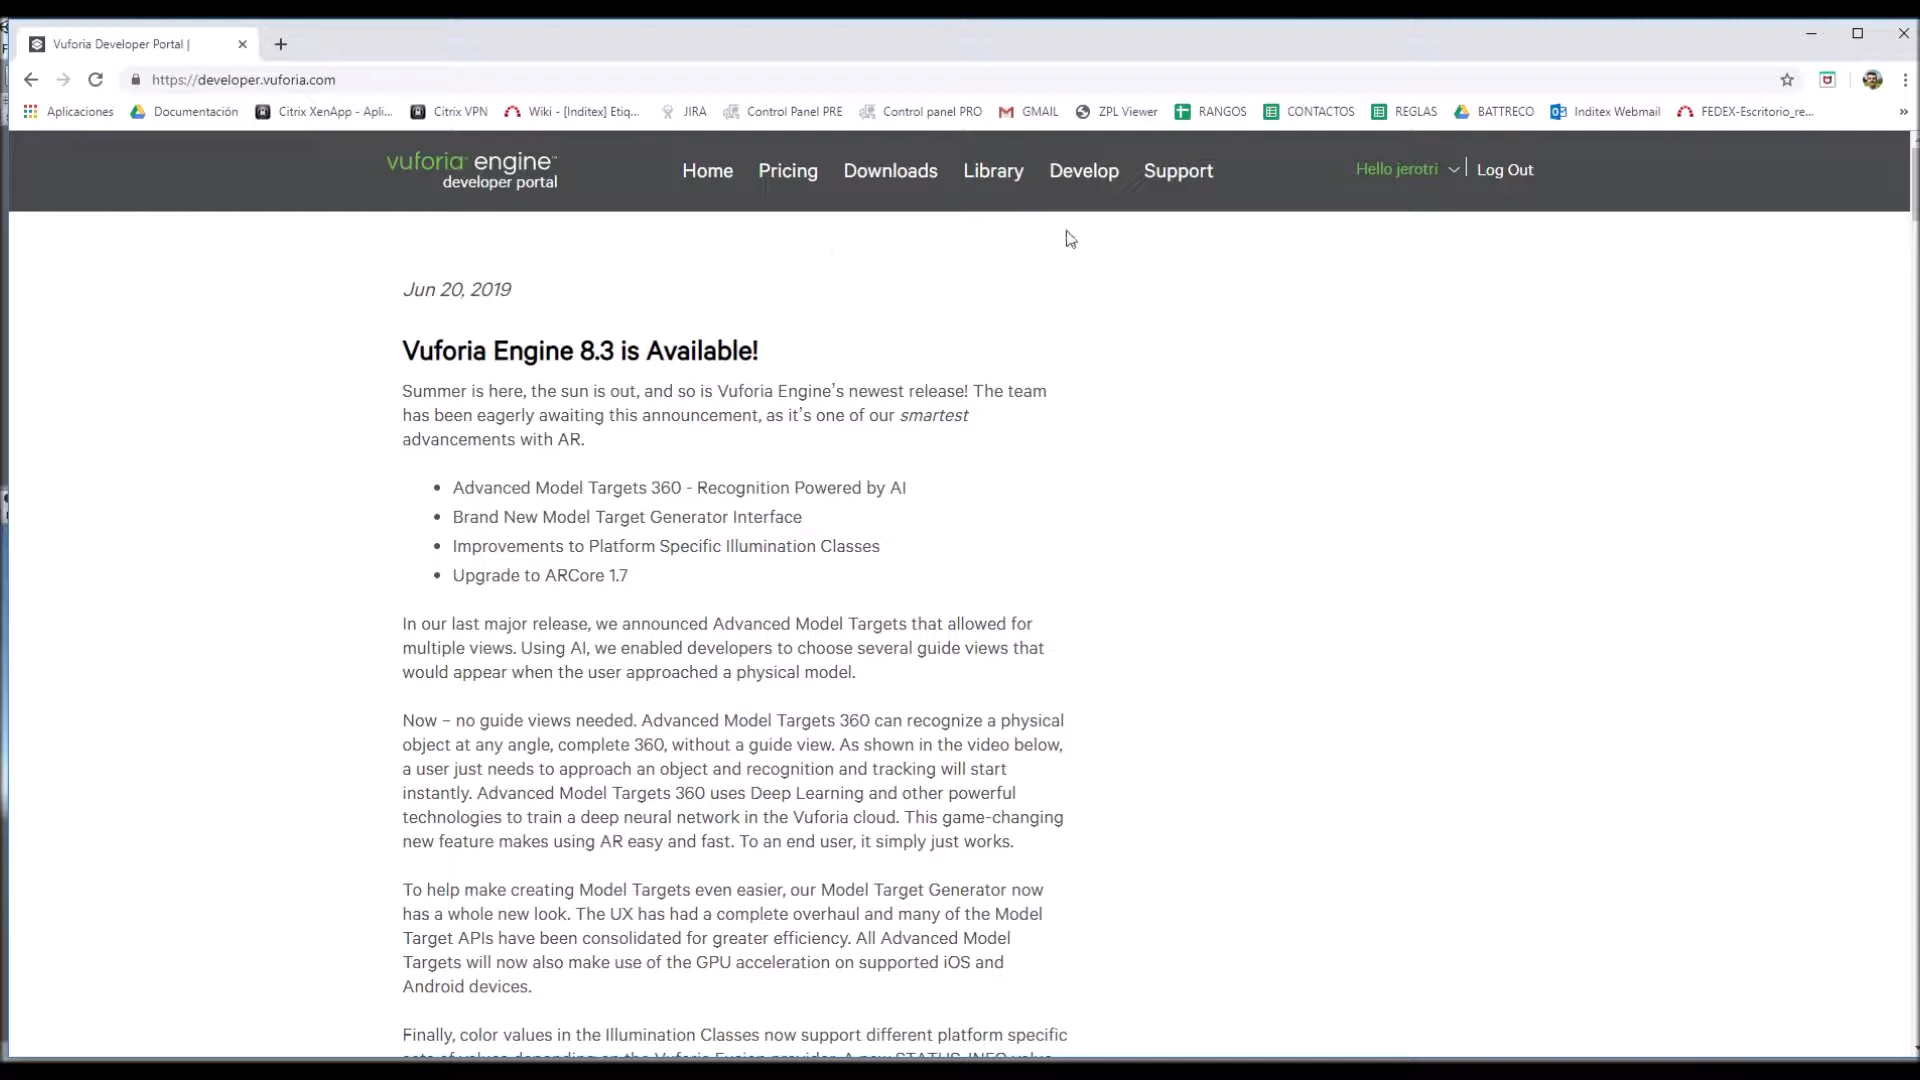 Vuforia Developer Portal |
https://developer.vuforia.com
Aplicaciones Documentación Citrix XenApp - Apli... Citrix VPN Wiki - [Inditex] Etiq... JIRA Control Panel PRE Control panel PRO GMAIL ZPL Viewer RANGOS CONTACTOS REGLAS BATTRECO Inditex Webmail FEDEX-Escritorio_re... »
vuforia engine
developer portal
Home Pricing Downloads Library Develop Support
Hello jerotri | Log Out
Jun 20, 2019
Vuforia Engine 8.3 is Available!
Summer is here, the sun is out, and so is Vuforia Engine's newest release! The team
has been eagerly awaiting this announcement, as it's one of our smartest
advancements with AR.
• Advanced Model Targets 360 - Recognition Powered by AI
• Brand New Model Target Generator Interface
• Improvements to Platform Specific Illumination Classes
• Upgrade to ARCore 1.7
In our last major release, we announced Advanced Model Targets that allowed for
multiple views. Using AI, we enabled developers to choose several guide views that
would appear when the user approached a physical model.
Now – no guide views needed. Advanced Model Targets 360 can recognize a physical
object at any angle, complete 360, without a guide view. As shown in the video below,
a user just needs to approach an object and recognition and tracking will start
instantly. Advanced Model Targets 360 uses Deep Learning and other powerful
technologies to train a deep neural network in the Vuforia cloud. This game-changing
new feature makes using AR easy and fast. To an end user, it simply just works.
To help make creating Model Targets even easier, our Model Target Generator now
has a whole new look. The UX has had a complete overhaul and many of the Model
Target APIs have been consolidated for greater efficiency. All Advanced Model
Targets will now also make use of the GPU acceleration on supported iOS and
Android devices.
Finally, color values in the Illumination Classes now support different platform specific
sets of values depending on the Vuforia Fusion provider. A new STATUS_INFO value